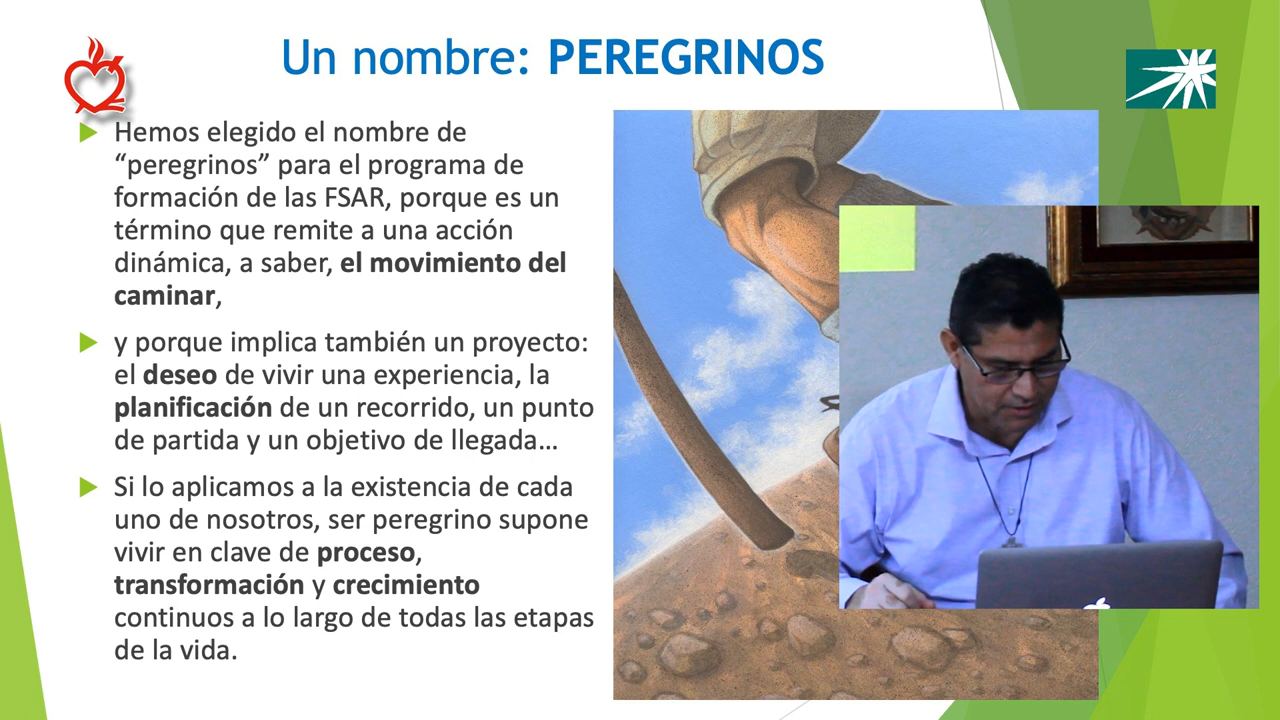 Un nombre: PEREGRINOS
Hemos elegido el nombre de
“peregrinos” para el programa de
formación de las FSAR, porque es un
término que remite a una acción
dinámica, a saber, el movimiento del
caminar,
y porque implica también un proyecto:
el deseo de vivir una experiencia, la
planificación de un recorrido, un punto
de partida y un objetivo de llegada…
Si lo aplicamos a la existencia de cada
uno de nosotros, ser peregrino supone
vivir en clave de proceso,
transformación y crecimiento
continuos a lo largo de todas las etapas
de la vida.